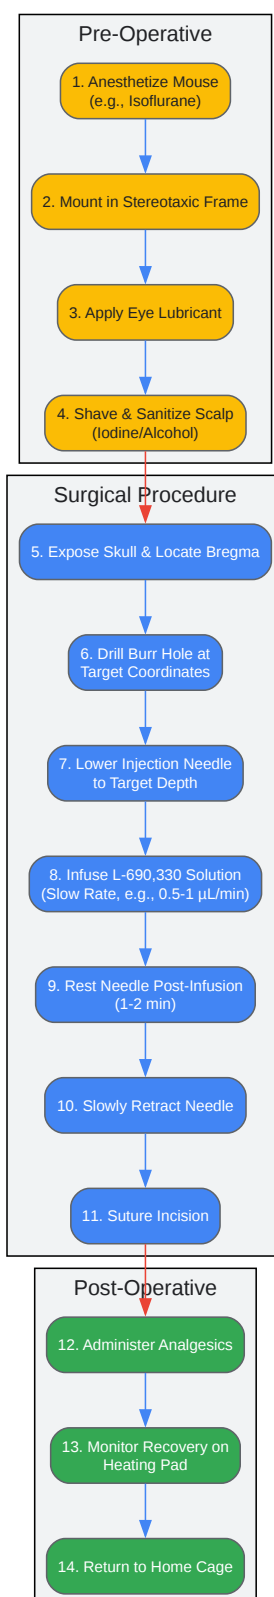 Pre-Operative
1. Anesthetize Mouse
(e.g., Isoflurane)
2. Mount in Stereotaxic Frame
3. Apply Eye Lubricant
4. Shave & Sanitize Scalp
(Iodine/Alcohol)
Surgical Procedure
5. Expose Skull & Locate Bregma
6. Drill Burr Hole at
Target Coordinates
7. Lower Injection Needle
to Target Depth
8. Infuse L-690,330 Solution
(Slow Rate, e.g., 0.5-1 µL/min)
9. Rest Needle Post-Infusion
(1-2 min)
10. Slowly Retract Needle
11. Suture Incision
Post-Operative
12. Administer Analgesics
13. Monitor Recovery on
Heating Pad
14. Return to Home Cage